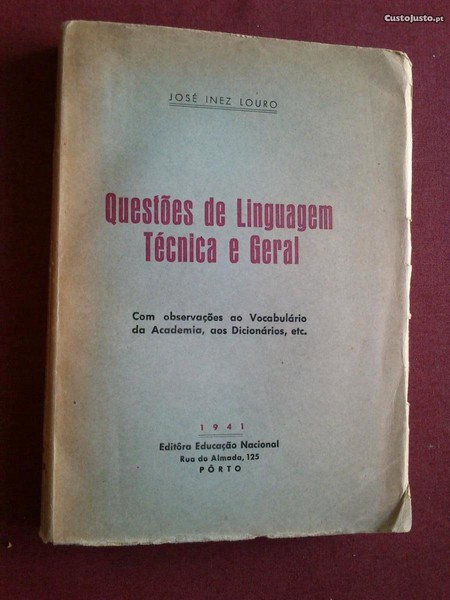 CustoJusto.pt
JOSÉ INEZ LOURO
Questões de Linguagem
Técnica e Geral
Com observações ao Vocabulário
da Academia, aos Dicionários, etc.
1941
Editôra Educação Nacional
Rua do Almada, 125
PÔRTO